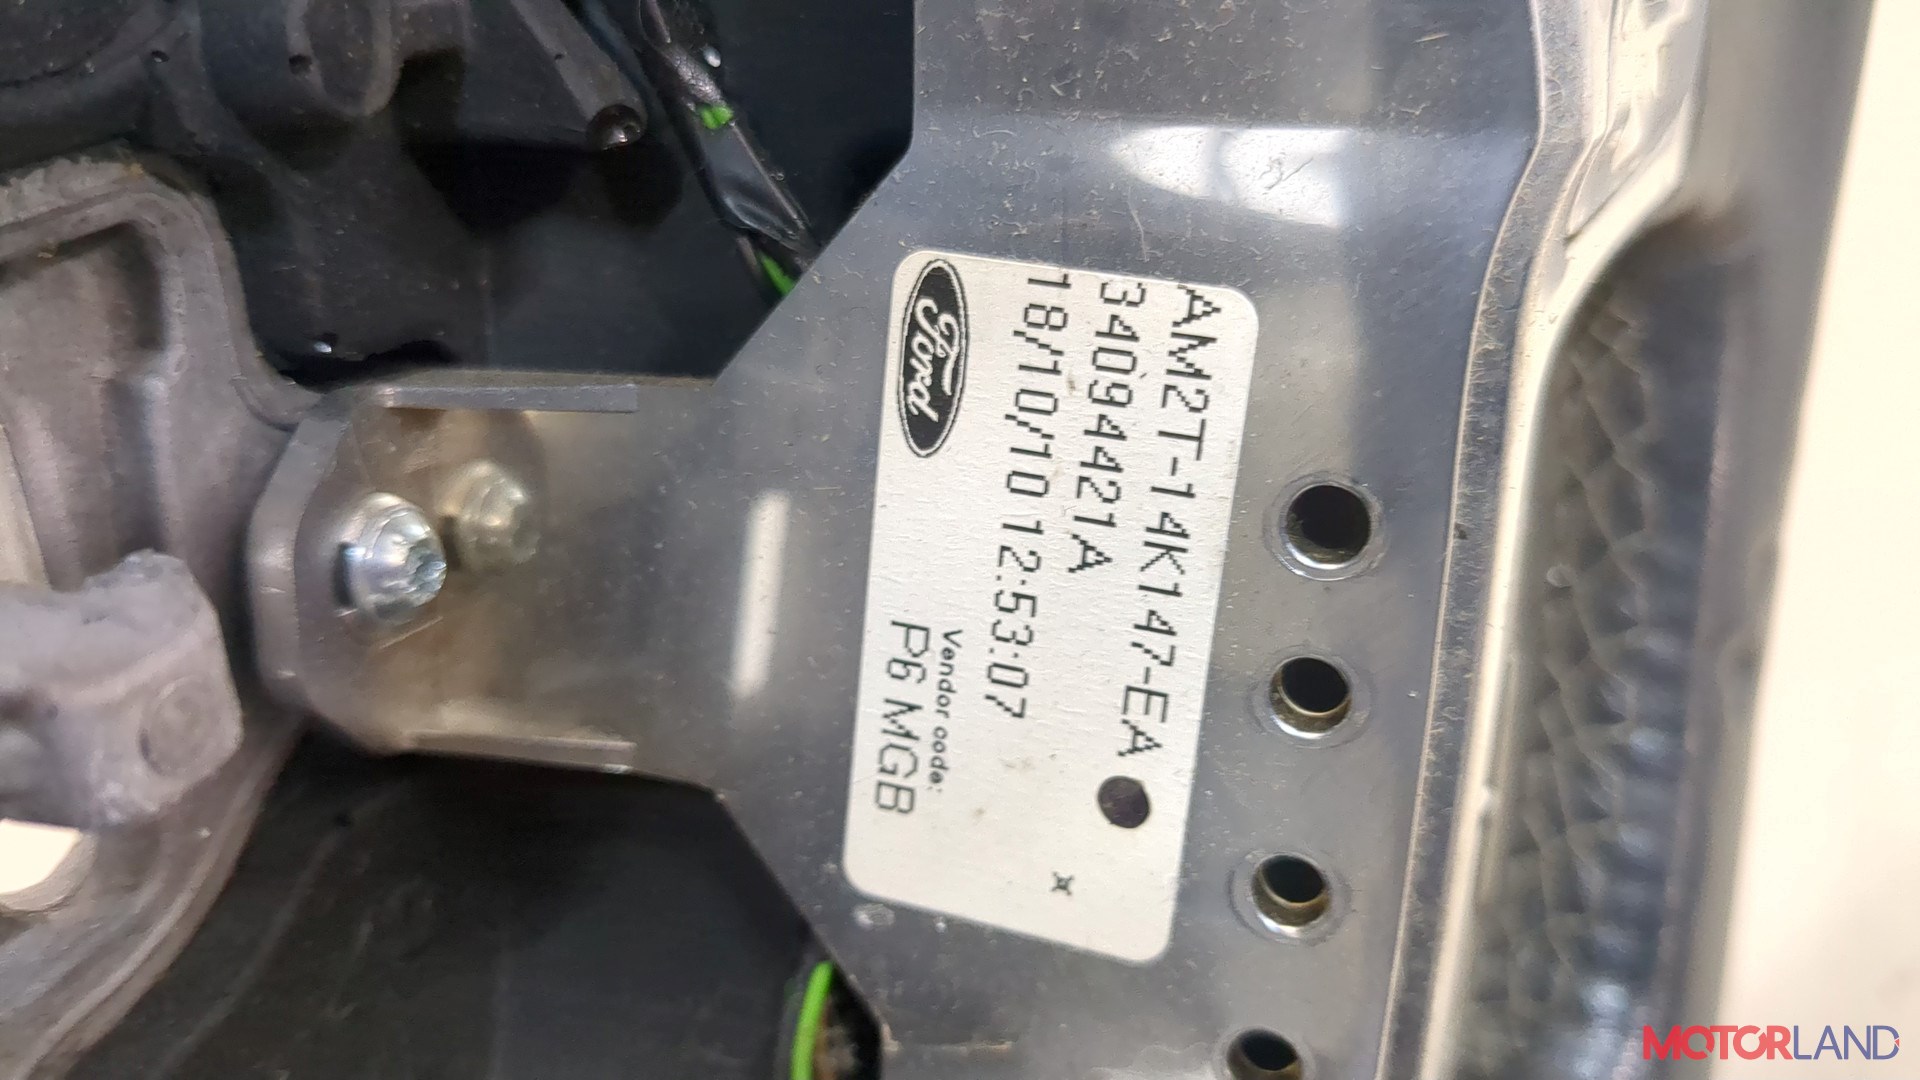 AM2T-14K147-EA
34094421A
18/10/10 12:53:07
Ford
Vendor code:
P6 MGB
MOTORLAND